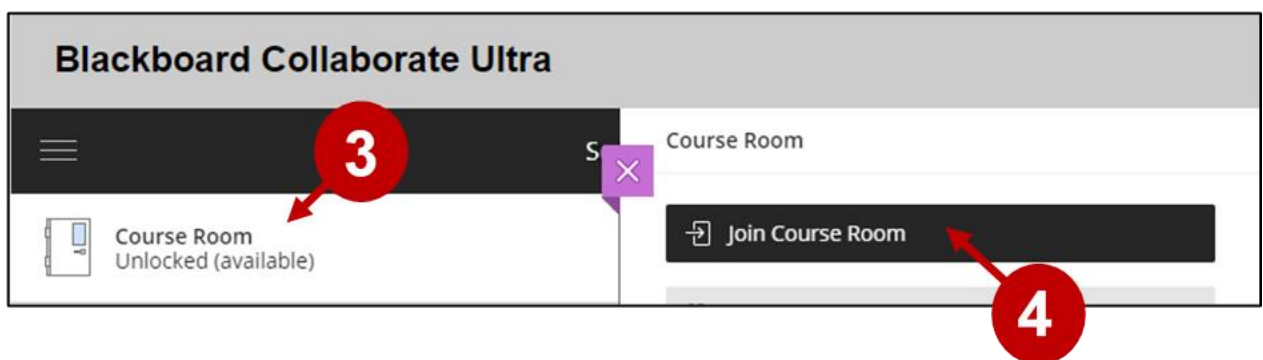 Blackboard Collaborate Ultra
3
S
Course Room
Course Room
Unlocked (available)
Join Course Room
4